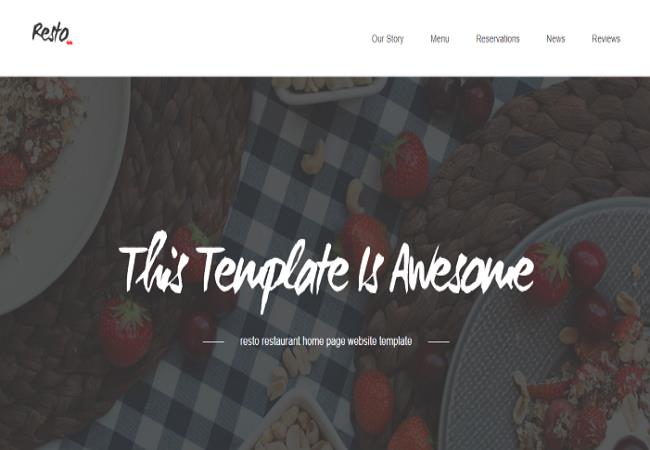 Resto
Our Story Menu Reservations News Reviews
This Template Is Awesome
resto restaurant home page website template